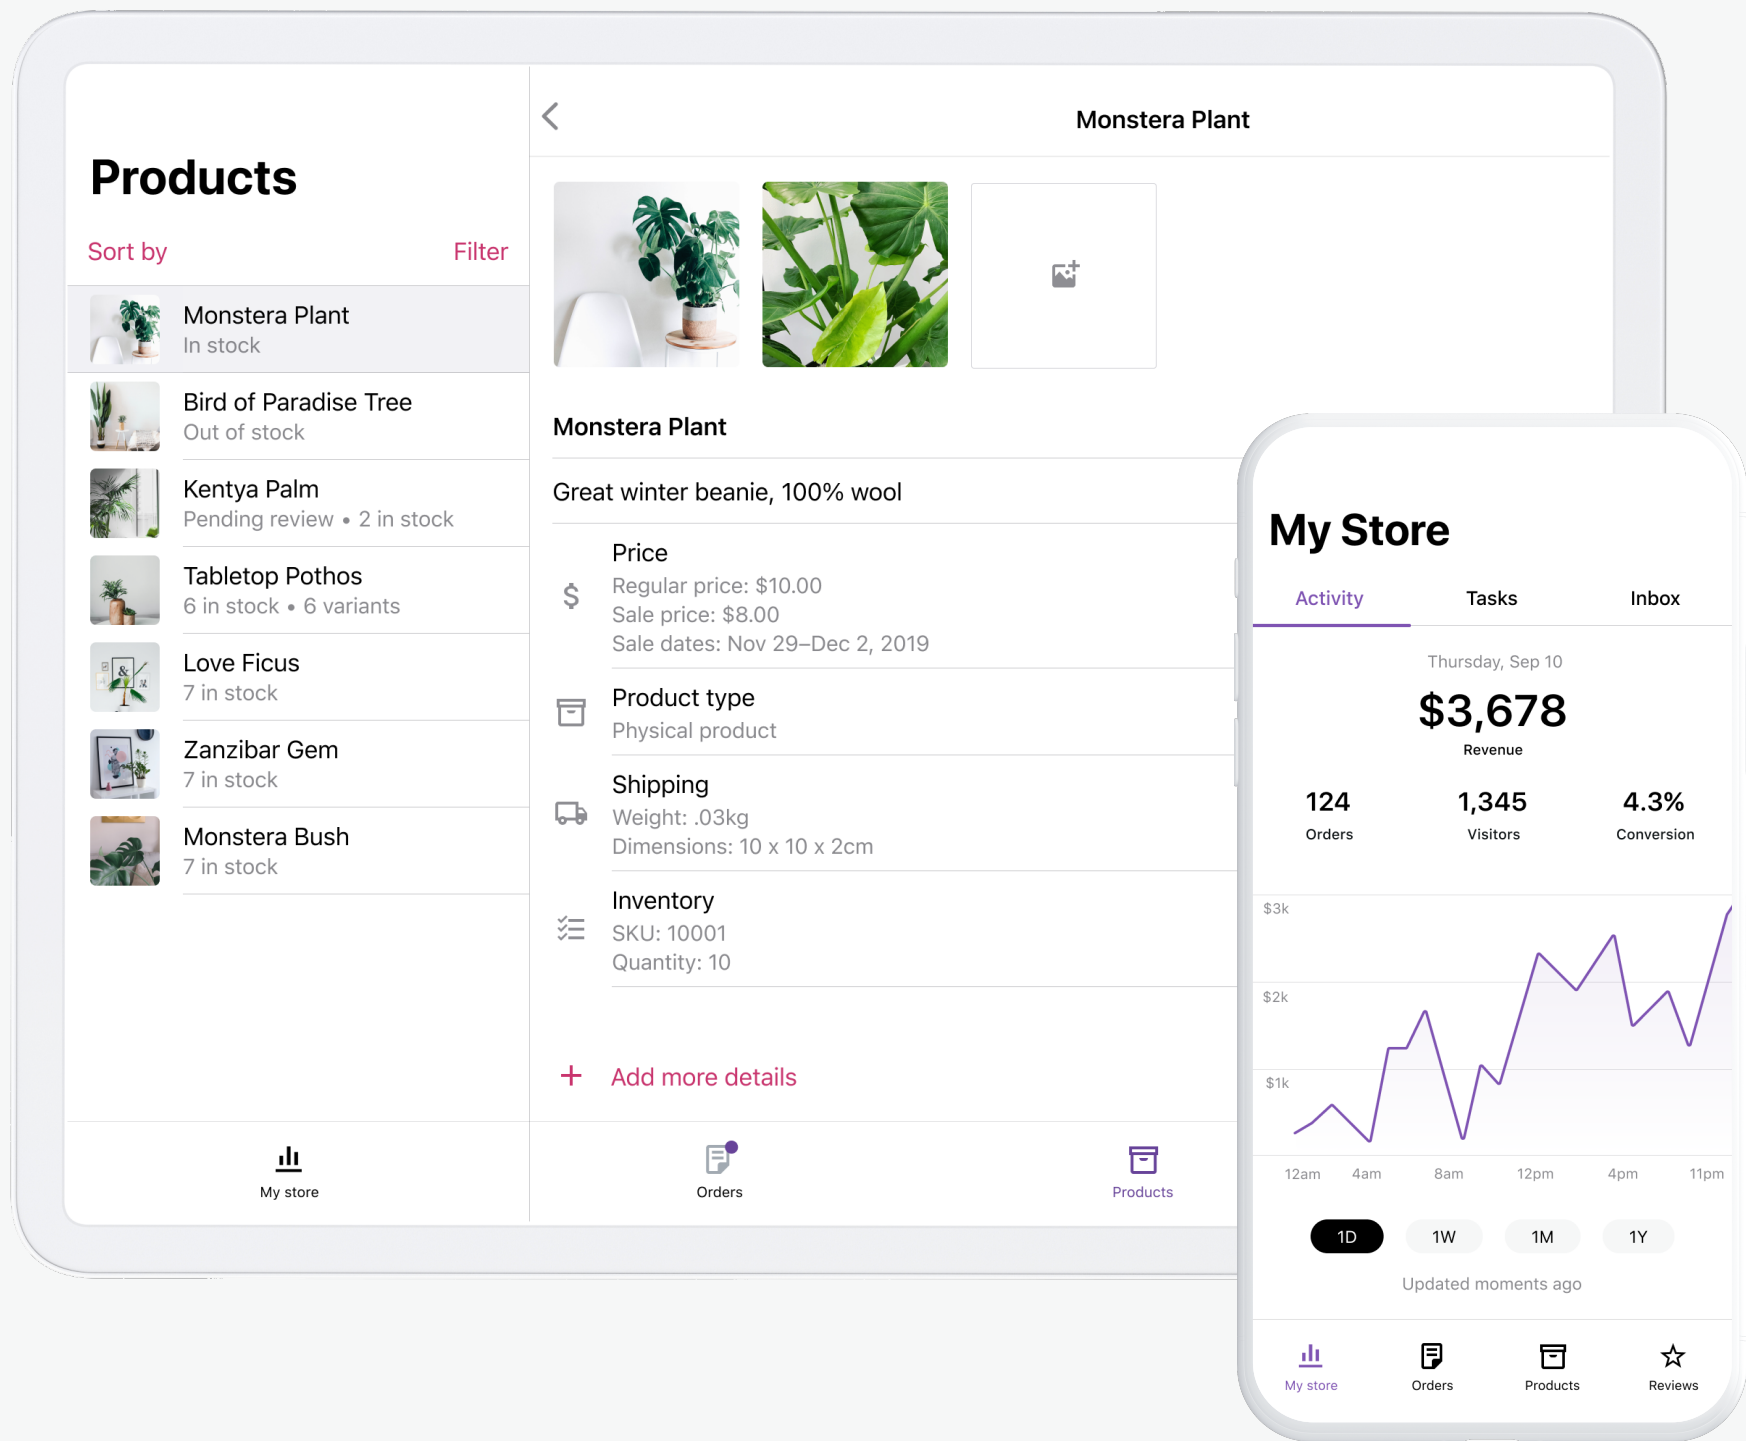 Products
Sort by
Filter
Monstera Plant
In stock
Bird of Paradise Tree
Out of stock
Kentya Palm
Pending review • 2 in stock
Tabletop Pothos
6 in stock • 6 variants
Love Ficus
7 in stock
Zanzibar Gem
7 in stock
Monstera Bush
7 in stock
My store
Monstera Plant
Monstera Plant
Great winter beanie, 100% wool
Price
Regular price: $10.00
Sale price: $8.00
Sale dates: Nov 29–Dec 2, 2019
Product type
Physical product
Shipping
Weight: .03kg
Dimensions: 10 x 10 x 2cm
Inventory
SKU: 10001
Quantity: 10
Add more details
Orders
Products
My Store
Activity
Tasks
Inbox
Thursday, Sep 10
$3,678
Revenue
124
Orders
1,345
Visitors
4.3%
Conversion
$3k
$2k
$1k
12am 4am 8am 12pm 4pm 11pm
1D 1W 1M 1Y
Updated moments ago
My store
Orders
Products
Reviews